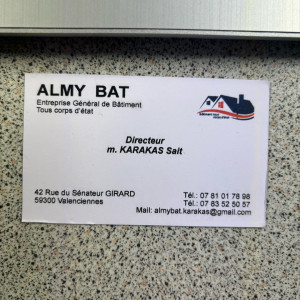 ALMY BAT
Entreprise Général de Bâtiment
Tous corps d'état
Directeur
m. KARAKAS Sait
42 Rue du Sénateur GIRARD
59300 Valenciennes
Tél.: 07 81 01 78 98
Tél.: 07 83 52 50 57
Mail: almybat.karakas@gmail.com